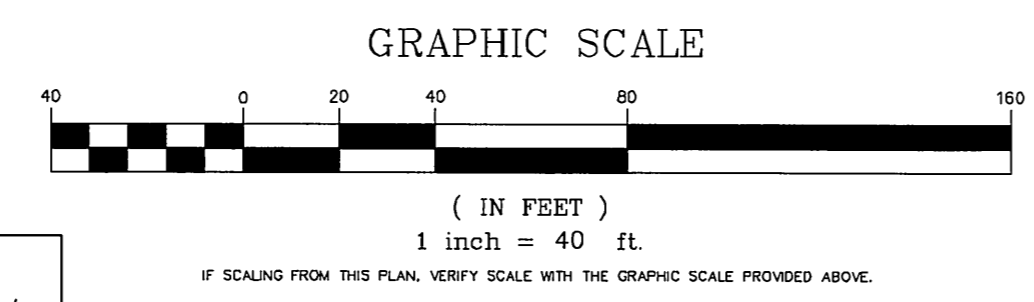 GRAPHIC SCALE
40 0 20 40 80 160
( IN FEET )
1 inch = 40 ft.
IF SCALING FROM THIS PLAN, VERIFY SCALE WITH THE GRAPHIC SCALE PROVIDED ABOVE.